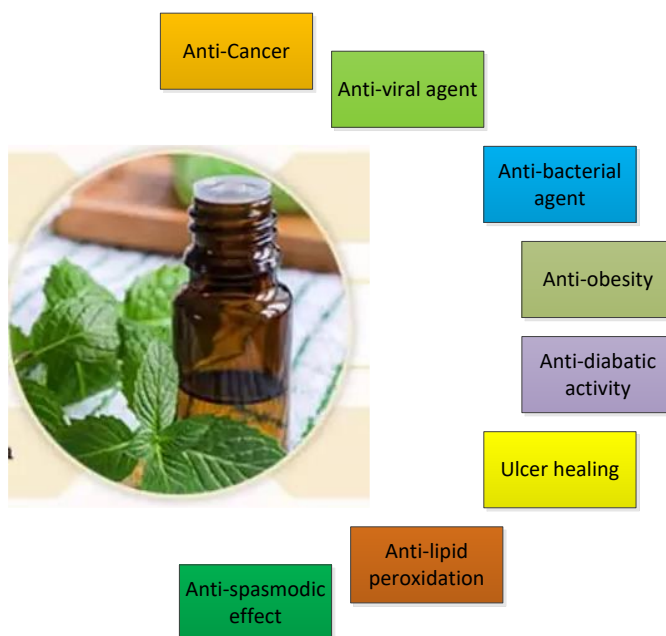 Anti-Cancer
Anti-viral agent
Anti-bacterial
agent
Anti-obesity
Anti-diabatic
activity
Ulcer healing
Anti-lipid
peroxidation
Anti-spasmodic
effect